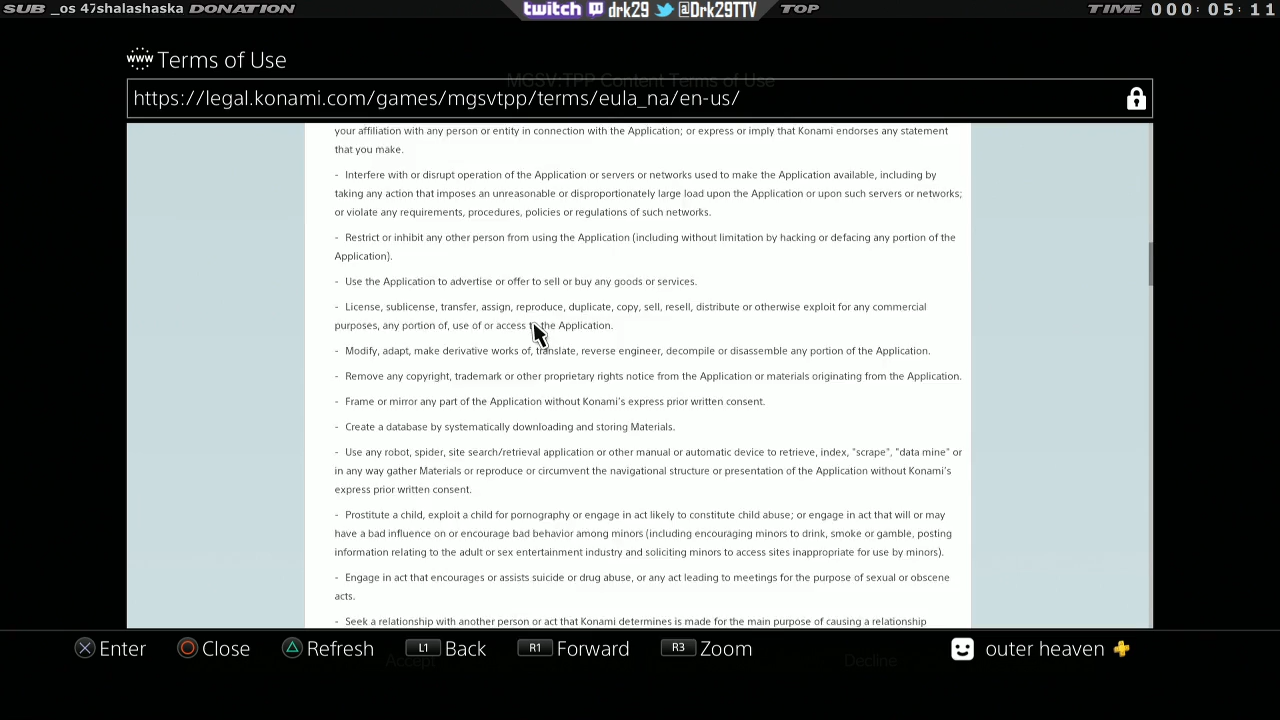 SUB _os 47shalashaska DONATION twitch drk29 @Drk29TTV TOP TIME 000:05:11
Terms of Use
MGSV:TPP Content Terms of Use
https://legal.konami.com/games/mgsvtpp/terms/eula_na/en-us/
your affiliation with any person or entity in connection with the Application; or express or imply that Konami endorses any statement
that you make.
- Interfere with or disrupt operation of the Application or servers or networks used to make the Application available, including by
taking any action that imposes an unreasonable or disproportionately large load upon the Application or upon such servers or networks;
or violate any requirements, procedures, policies or regulations of such networks.
- Restrict or inhibit any other person from using the Application (including without limitation by hacking or defacing any portion of the
Application).
- Use the Application to advertise or offer to sell or buy any goods or services.
- License, sublicense, transfer, assign, reproduce, duplicate, copy, sell, resell, distribute or otherwise exploit for any commercial
purposes, any portion of, use of or access to the Application.
- Modify, adapt, make derivative works of, translate, reverse engineer, decompile or disassemble any portion of the Application.
- Remove any copyright, trademark or other proprietary rights notice from the Application or materials originating from the Application.
- Frame or mirror any part of the Application without Konami's express prior written consent.
- Create a database by systematically downloading and storing Materials.
- Use any robot, spider, site search/retrieval application or other manual or automatic device to retrieve, index, "scrape", "data mine" or
in any way gather Materials or reproduce or circumvent the navigational structure or presentation of the Application without Konami's
express prior written consent.
- Prostitute a child, exploit a child for pornography or engage in act likely to constitute child abuse; or engage in act that will or may
have a bad influence on or encourage bad behavior among minors (including encouraging minors to drink, smoke or gamble, posting
information relating to the adult or sex entertainment industry and soliciting minors to access sites inappropriate for use by minors).
- Engage in act that encourages or assists suicide or drug abuse, or any act leading to meetings for the purpose of sexual or obscene
acts.
- Seek a relationship with another person or act that Konami determines is made for the main purpose of causing a relationship
Enter Close Refresh L1 Back R1 Forward R3 Zoom outer heaven
Accept Decline